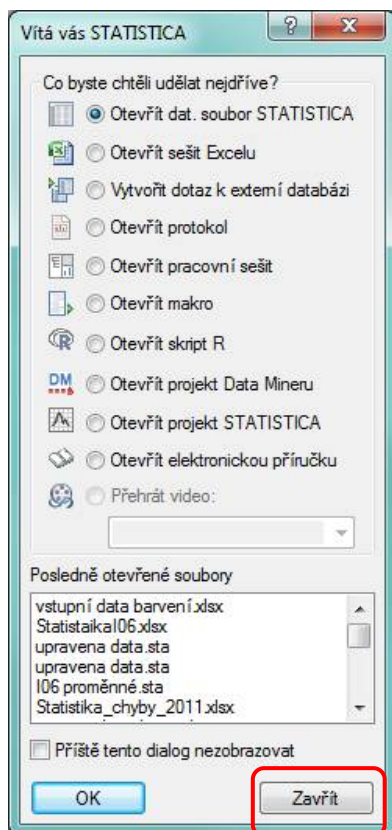 Vítá vás STATISTICA
Co byste chtěli udělat nejdříve?
Otevřít dat. soubor STATISTICA
Otevřít sešit Excelu
Vytvořit dotaz k externí databázi
Otevřít protokol
Otevřít pracovní sešit
Otevřít makro
Otevřít skript R
DM
Otevřít projekt Data Mineru
Otevřít projekt STATISTICA
Otevřít elektronickou příručku
Přehrát video:
Posledně otevřené soubory
vstupní data barvení.xlsx
StatistaikaI06.xlsx
upravena data.sta
upravena data.sta
I06 proměnné.sta
Statistika_chyby_2011.xlsx
Příště tento dialog nezobrazovat
OK
Zavřít